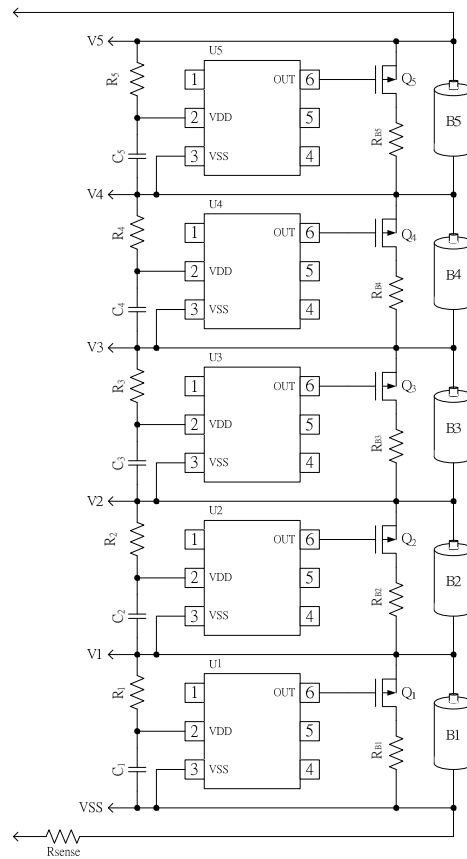 V5
U5
R5
1
OUT 6
Q5
2 VDD
5
B5
C5
3 VSS
4
RB5
V4
U4
R4
1
OUT 6
Q4
2 VDD
5
B4
C4
3 VSS
4
RB4
V3
U3
R3
1
OUT 6
Q3
2 VDD
5
B3
C3
3 VSS
4
RB3
V2
U2
R2
1
OUT 6
Q2
2 VDD
5
B2
C2
3 VSS
4
RB2
V1
U1
R1
1
OUT 6
Q1
2 VDD
5
B1
C1
3 VSS
4
RB1
VSS
Rsense